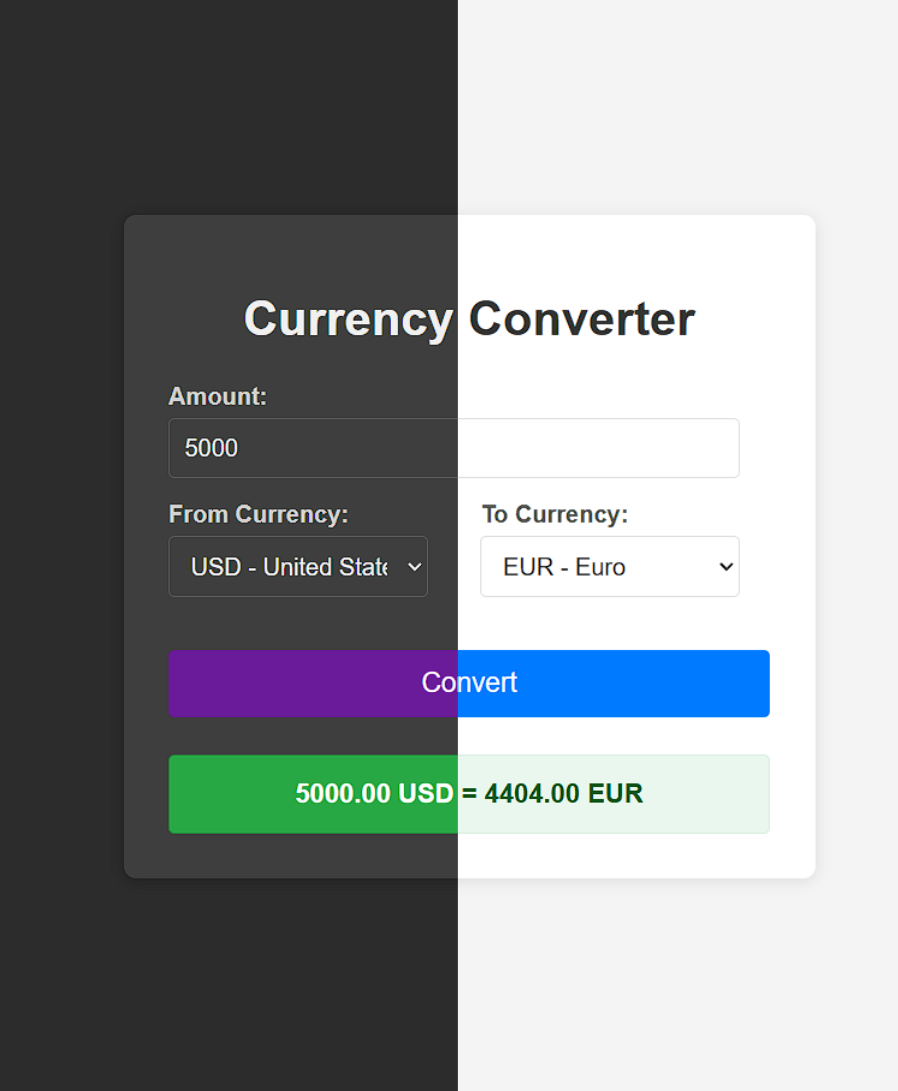 Currency Converter
Amount:
5000
From Currency: To Currency:
USD - United State EUR - Euro
Convert
5000.00 USD = 4404.00 EUR